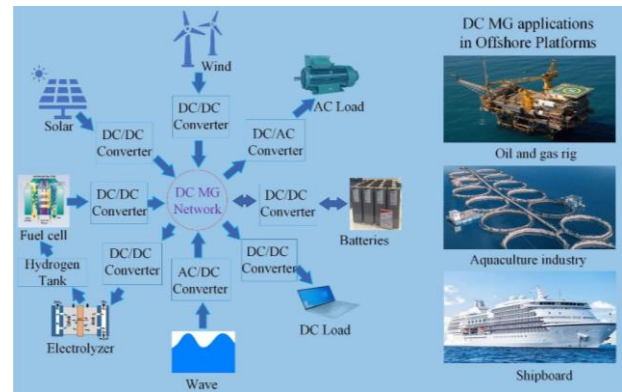 Wind
DC/DC
Converter
Solar
DC/DC
Converter
AC Load
DC/AC
Converter
Fuel cell
DC/DC
Converter
DC MG
Network
DC/DC
Converter
Batteries
Hydrogen
Tank
DC/DC
Converter
AC/DC
Converter
DC/DC
Converter
Electrolyzer
Wave
DC Load
DC MG applications
in Offshore Platforms
Oil and gas rig
Aquaculture industry
Shipboard